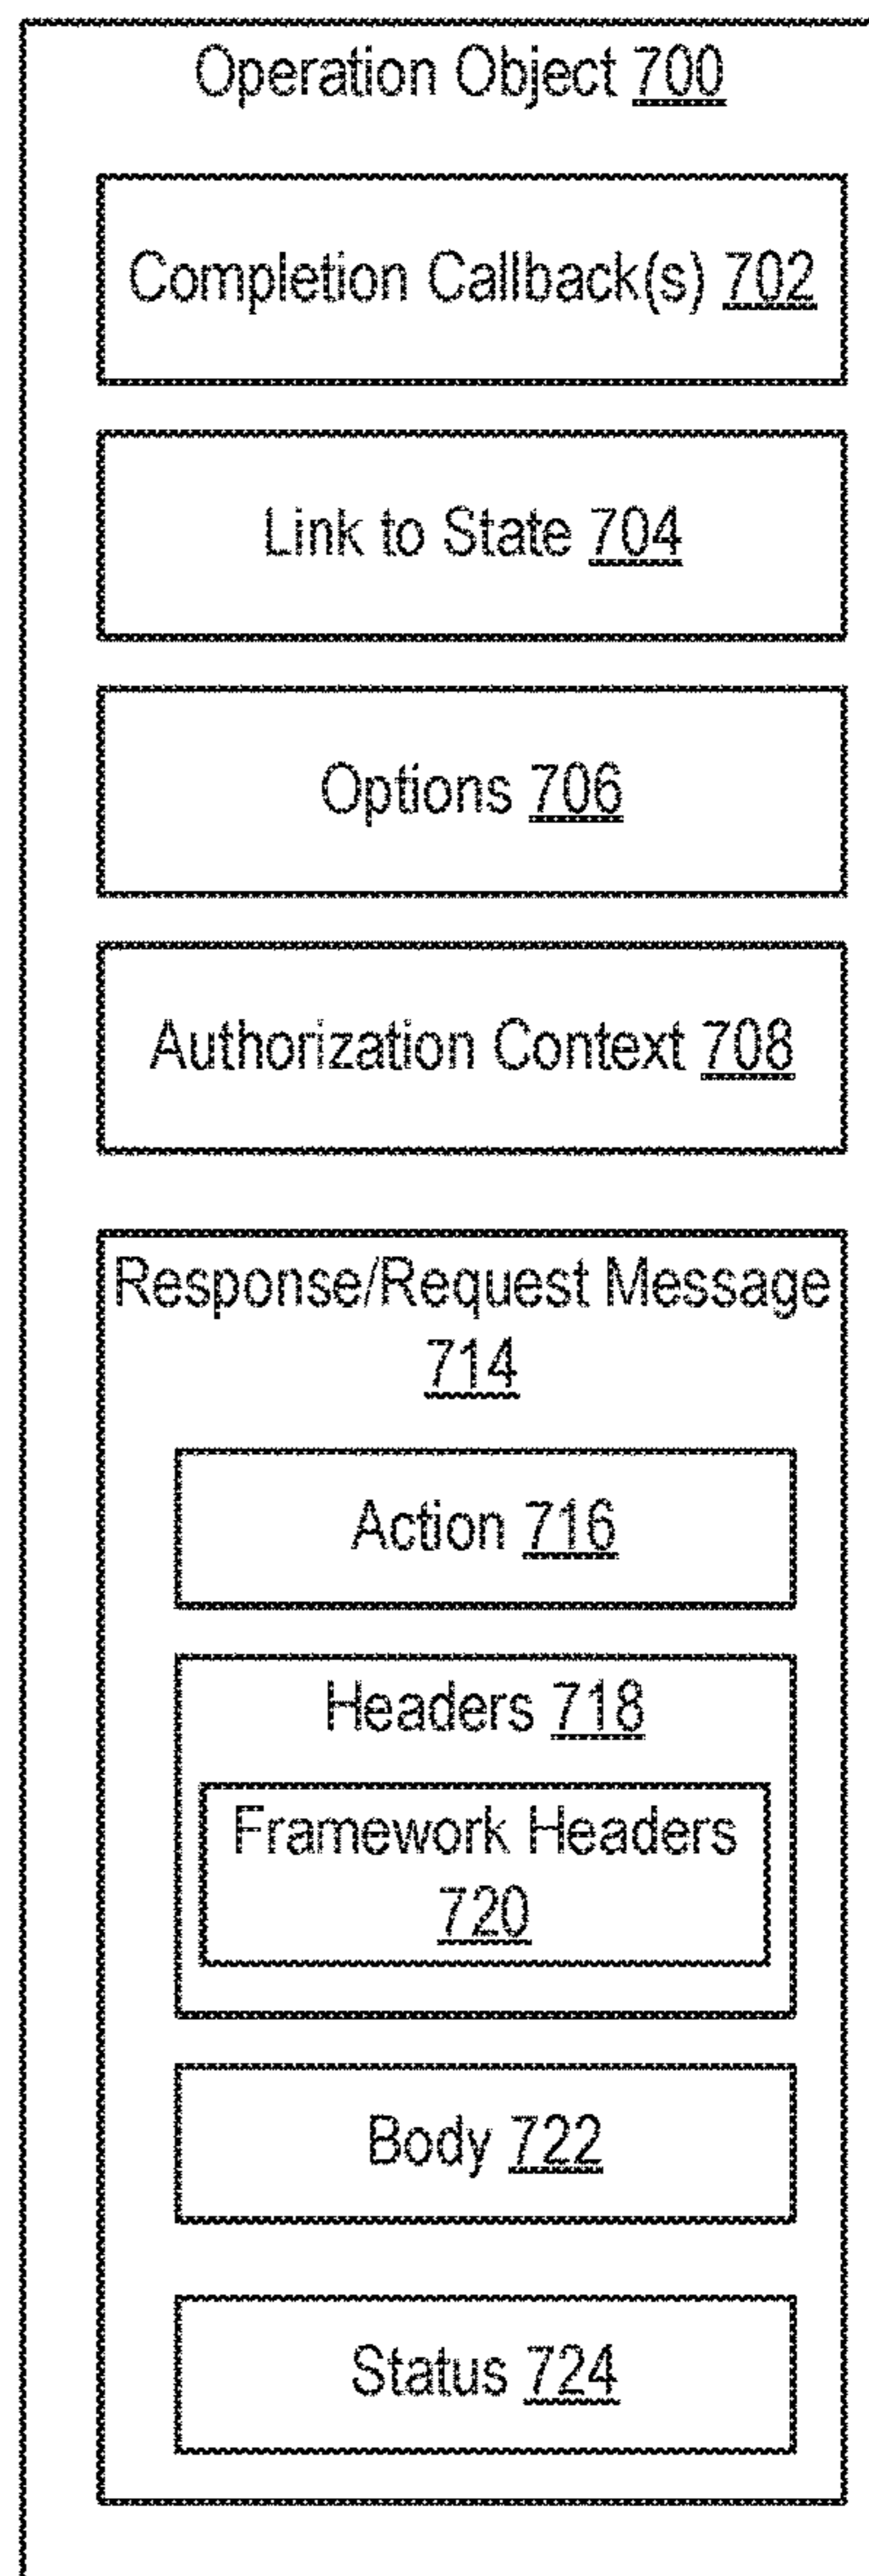 Operation Object 700
Completion Callback(s) 702
Link to State 704
Options 706
Authorization Context 708
Response/Request Message
714
Action 716
Headers 718
Framework Headers
720
Body 722
Status 724